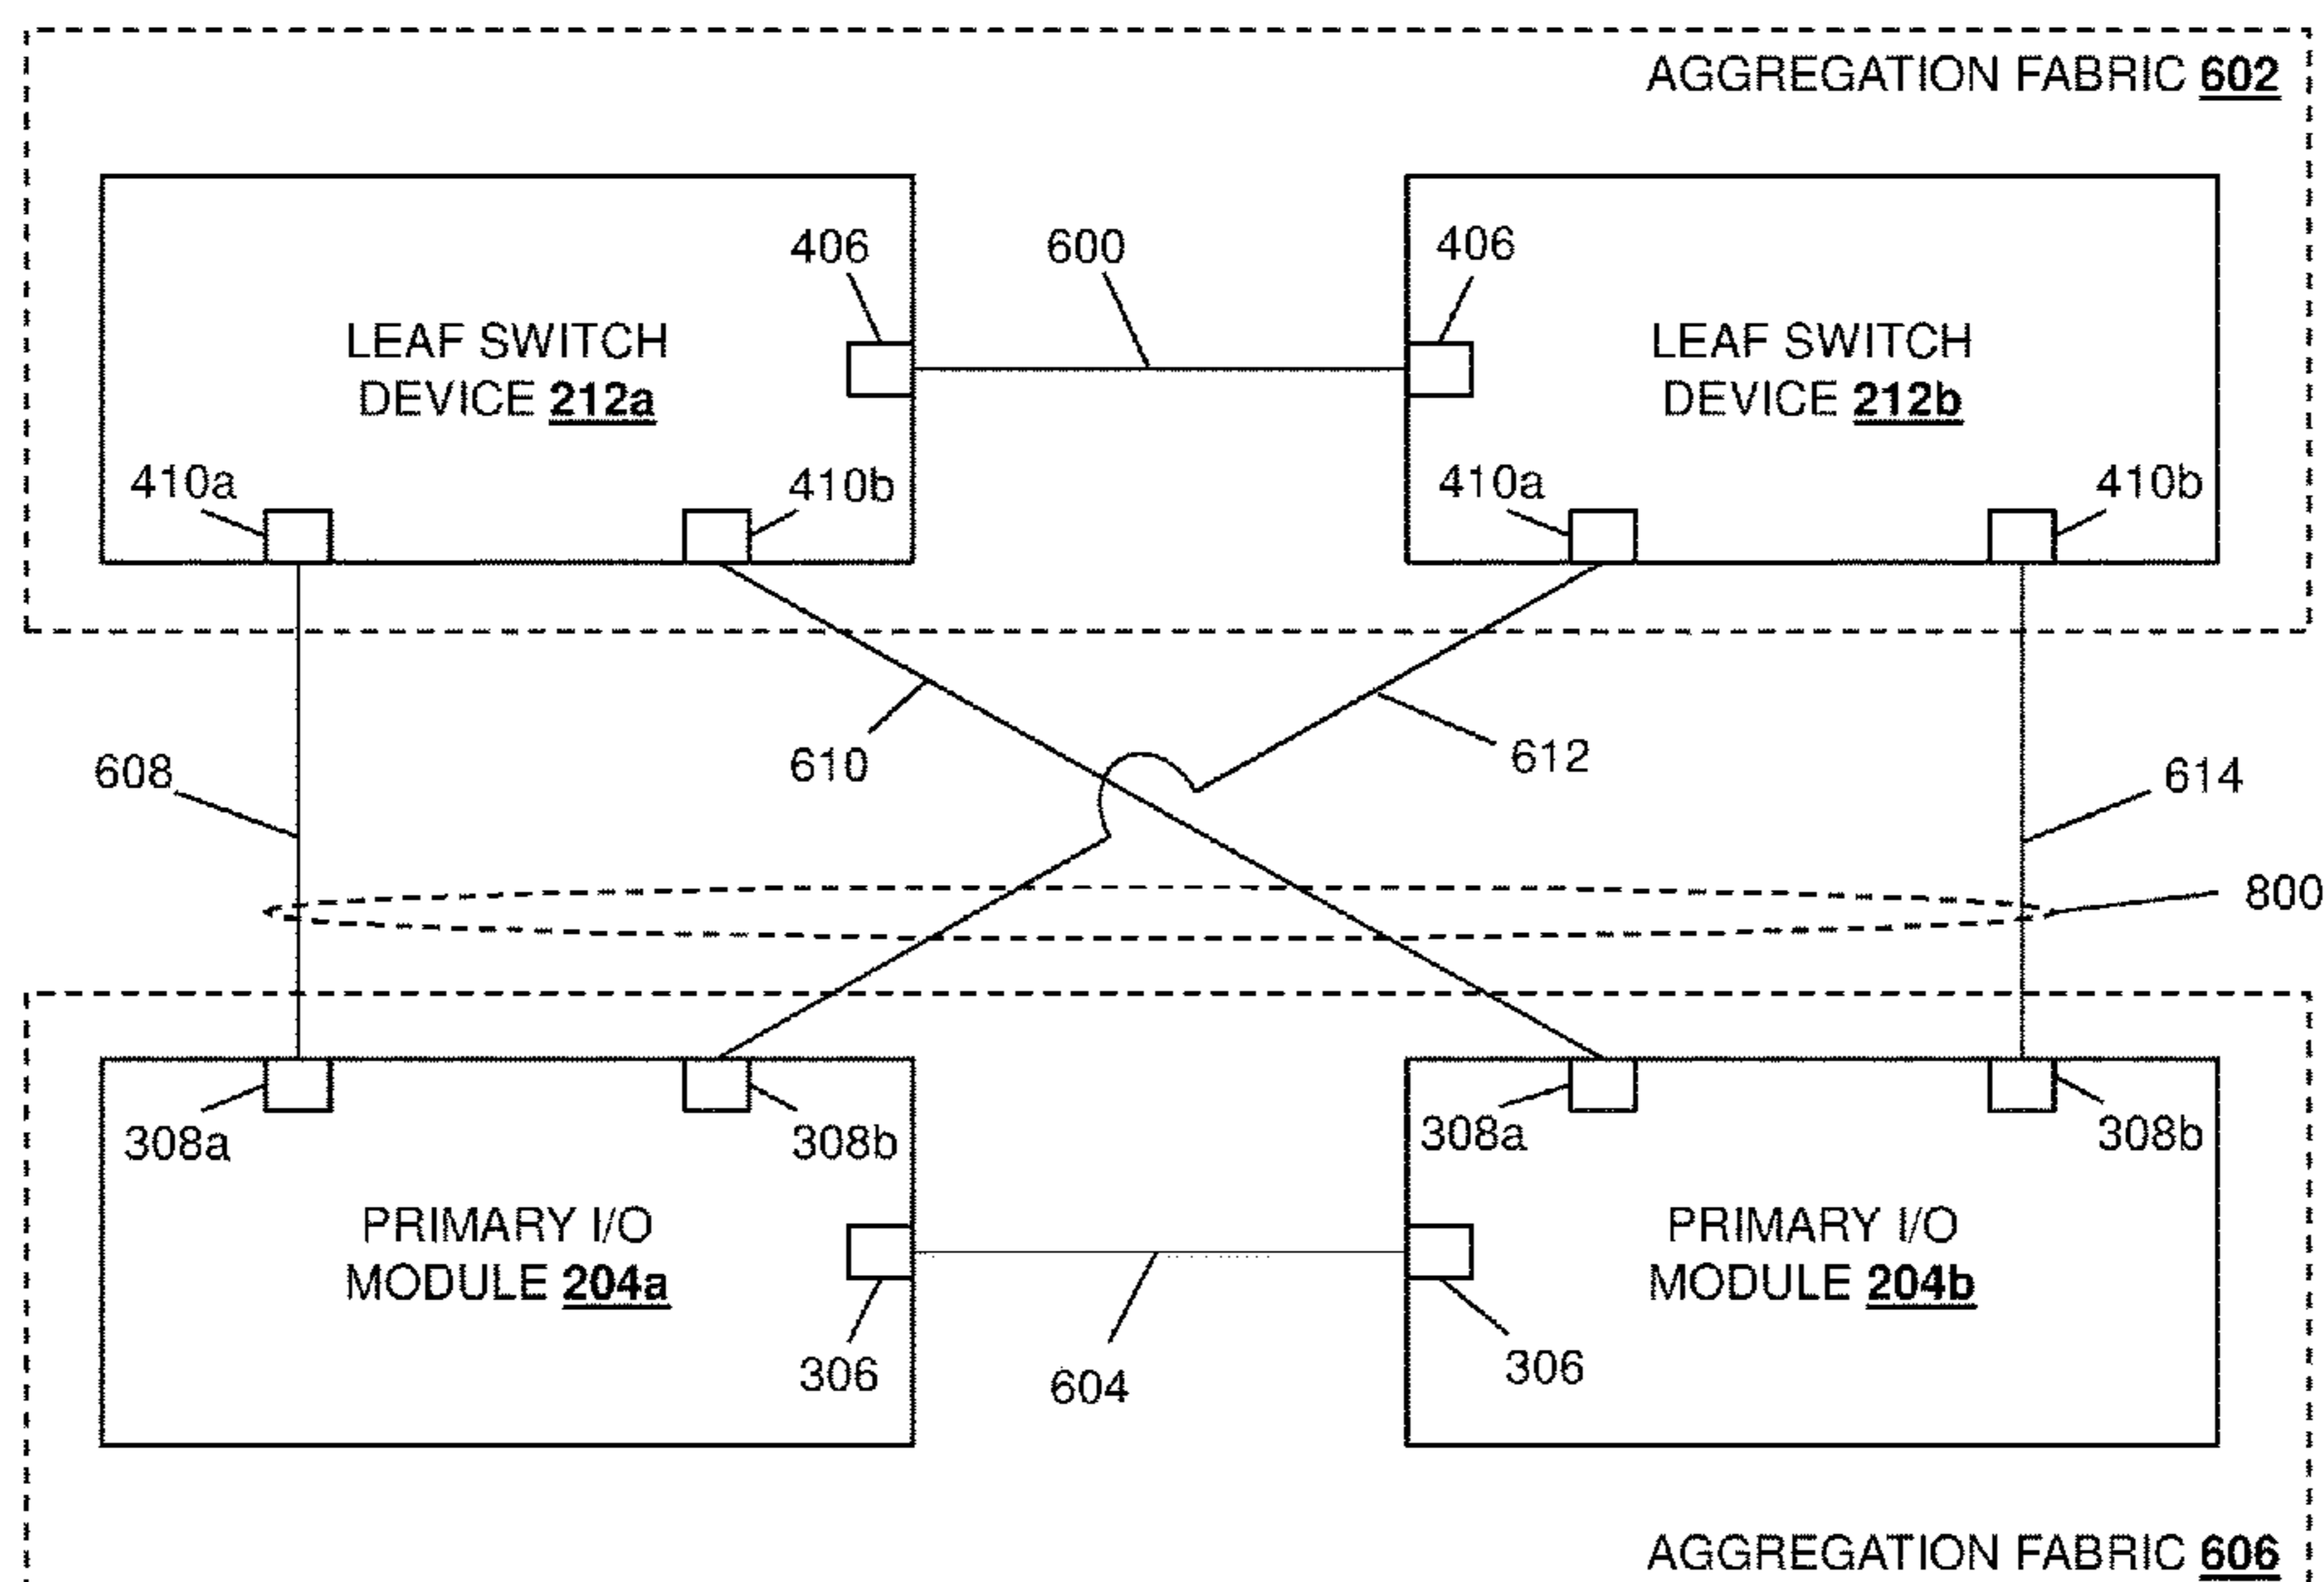 AGGREGATION FABRIC 602
406
600
406
LEAF SWITCH
DEVICE 212a
LEAF SWITCH
DEVICE 212b
410a
410b
410a
410b
608
610
612
614
800
308a
308b
308a
308b
PRIMARY I/O
MODULE 204a
PRIMARY I/O
MODULE 204b
306
604
306
AGGREGATION FABRIC 606